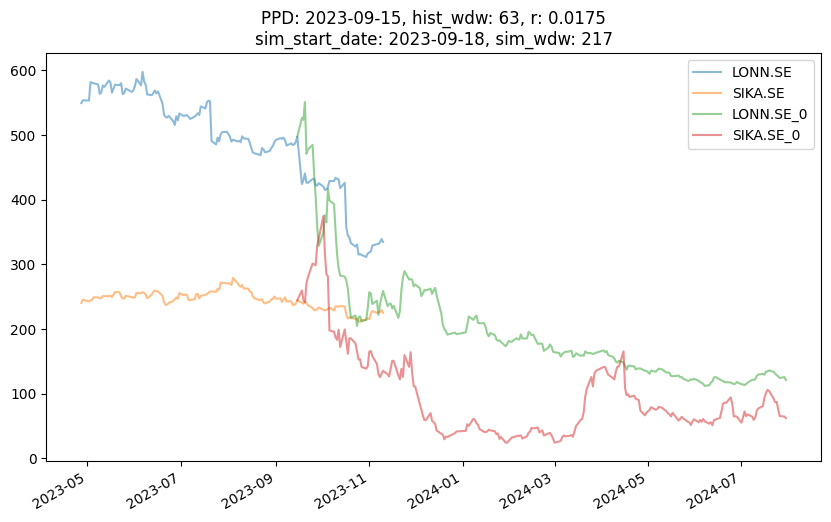 PPD: 2023-09-15, hist_wdw: 63, r: 0.0175
sim_start_date: 2023-09-18, sim_wdw: 217
LONN.SE
SIKA.SE
LONN.SE_0
SIKA.SE_0
600
500
400
300
200
100
0
2023-05
2023-07
2023-09
2023-11
2024-01
2024-03
2024-05
2024-07